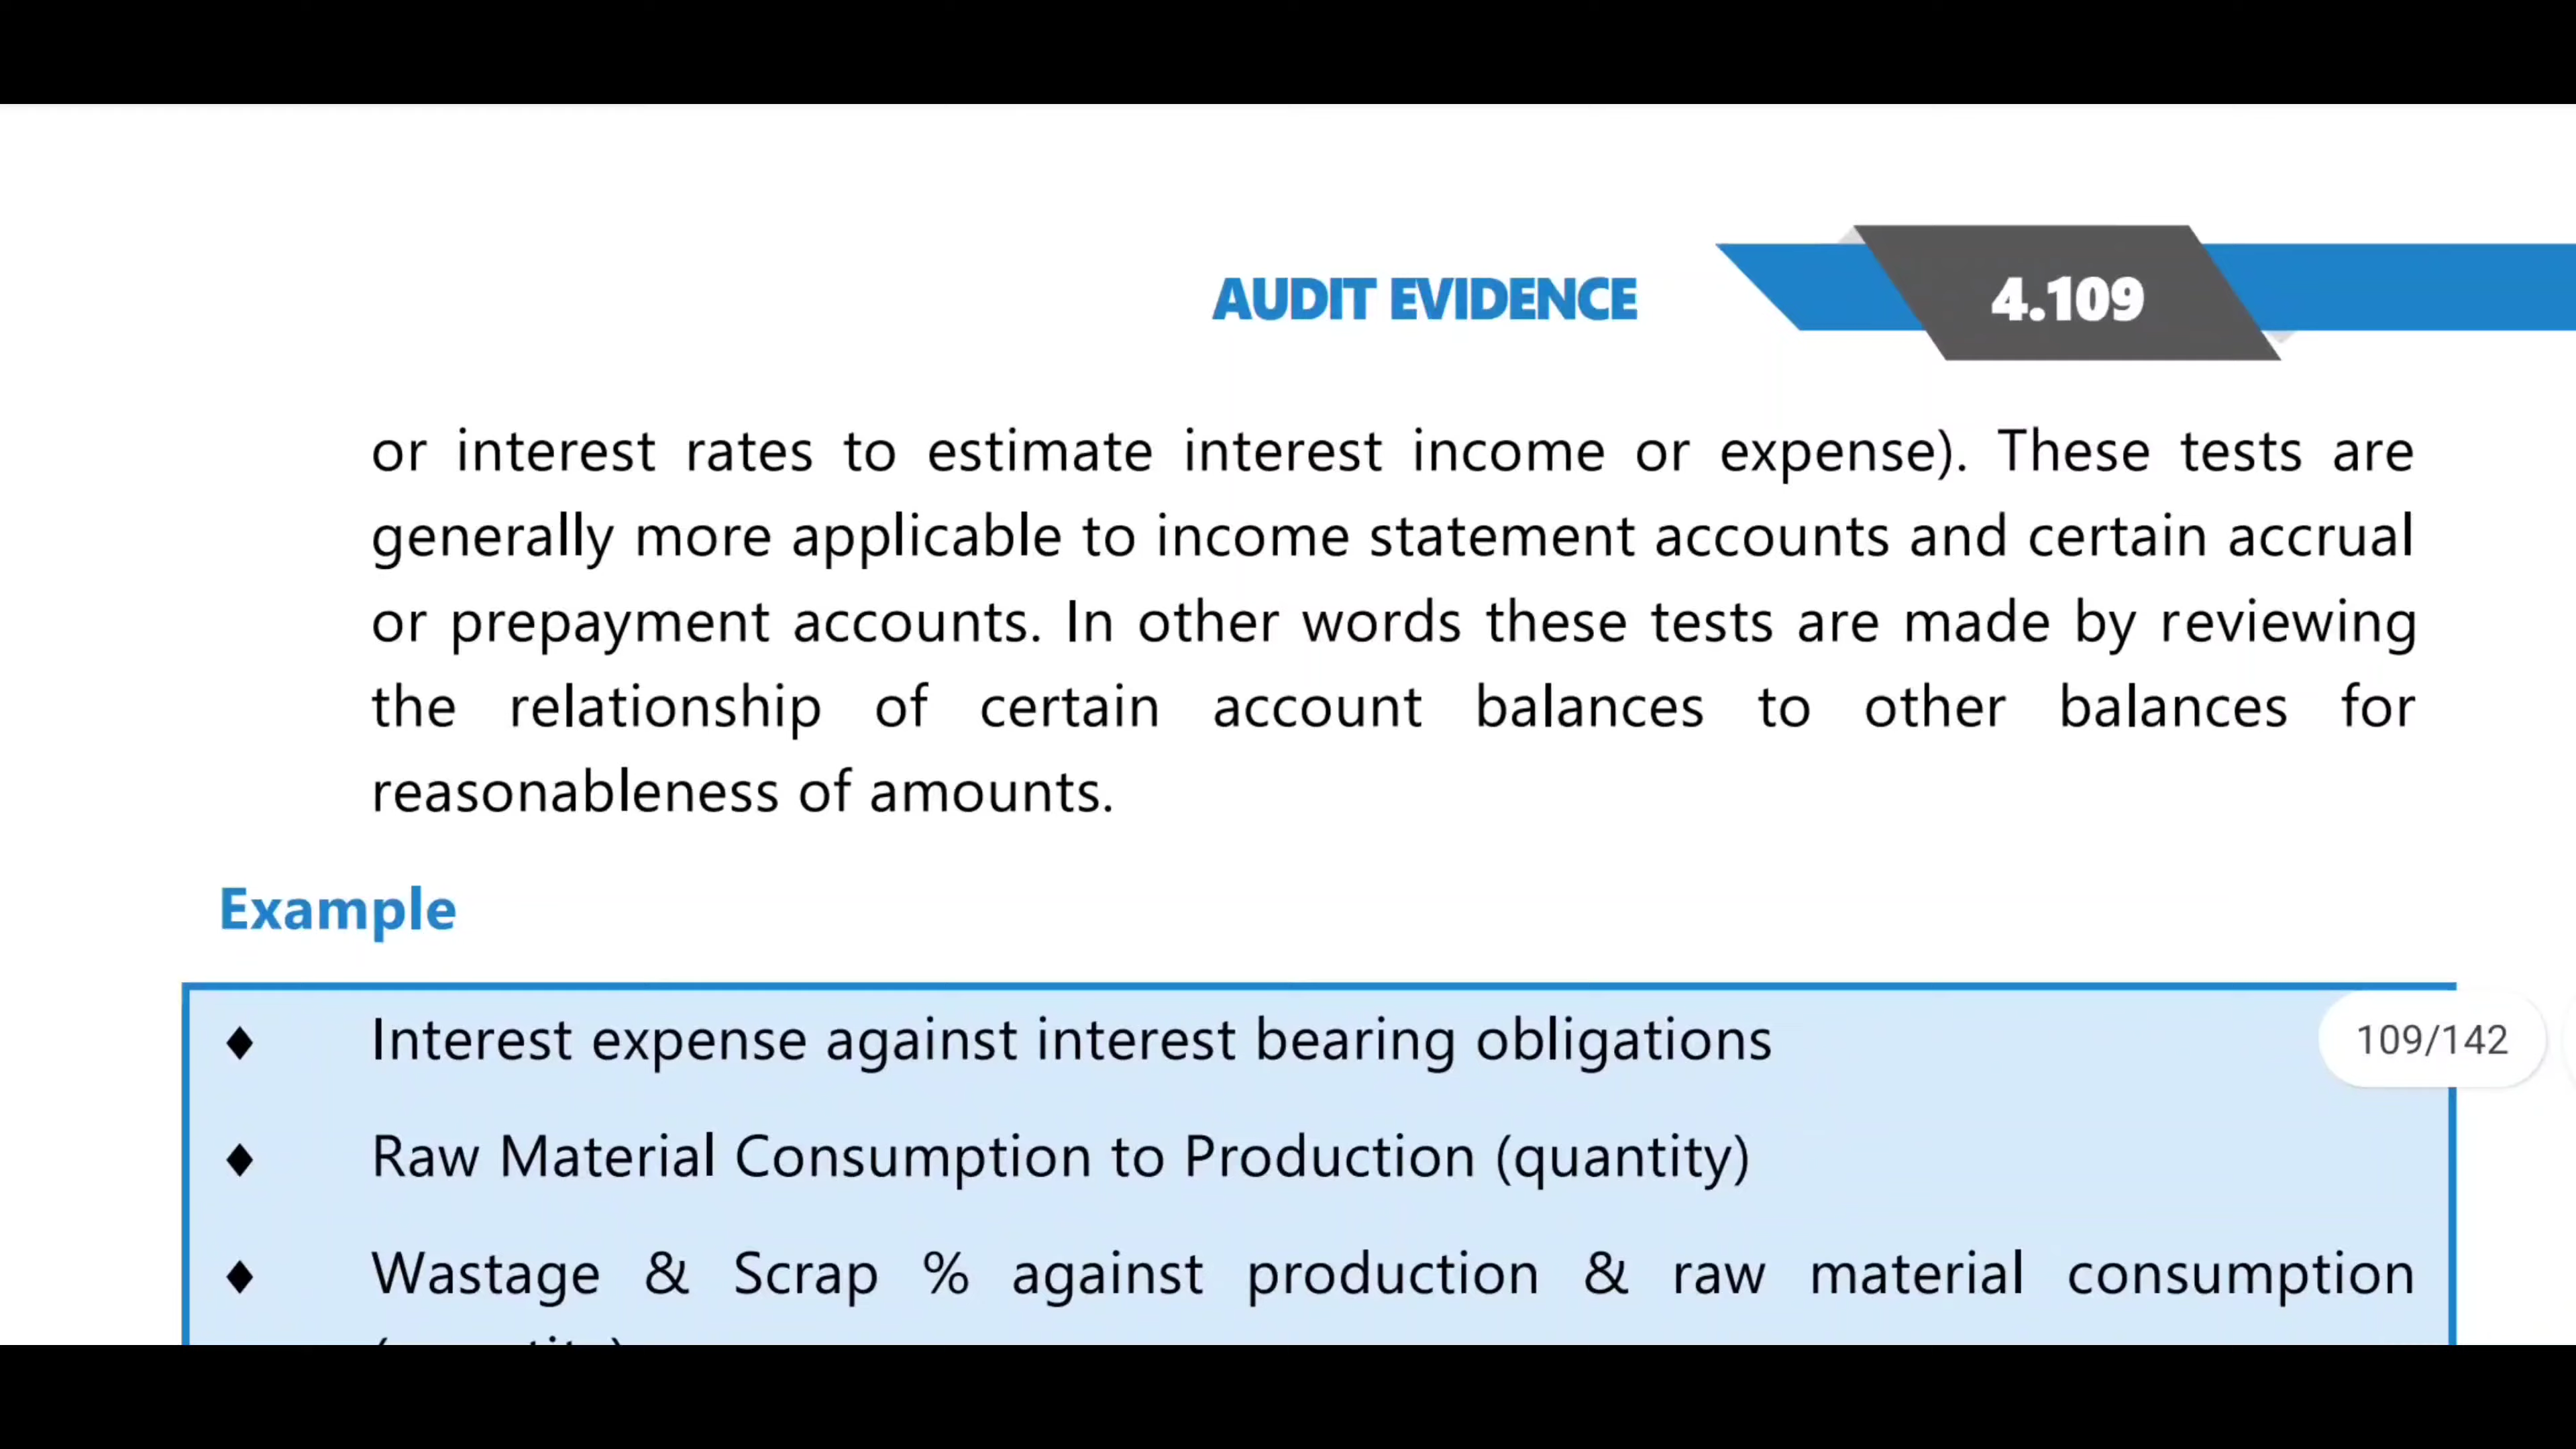 AUDIT EVIDENCE 4.109
or interest rates to estimate interest income or expense). These tests are
generally more applicable to income statement accounts and certain accrual
or prepayment accounts. In other words these tests are made by reviewing
the relationship of certain account balances to other balances for
reasonableness of amounts.
Example
♦ Interest expense against interest bearing obligations
109/142
♦ Raw Material Consumption to Production (quantity)
♦ Wastage & Scrap % against production & raw material consumption